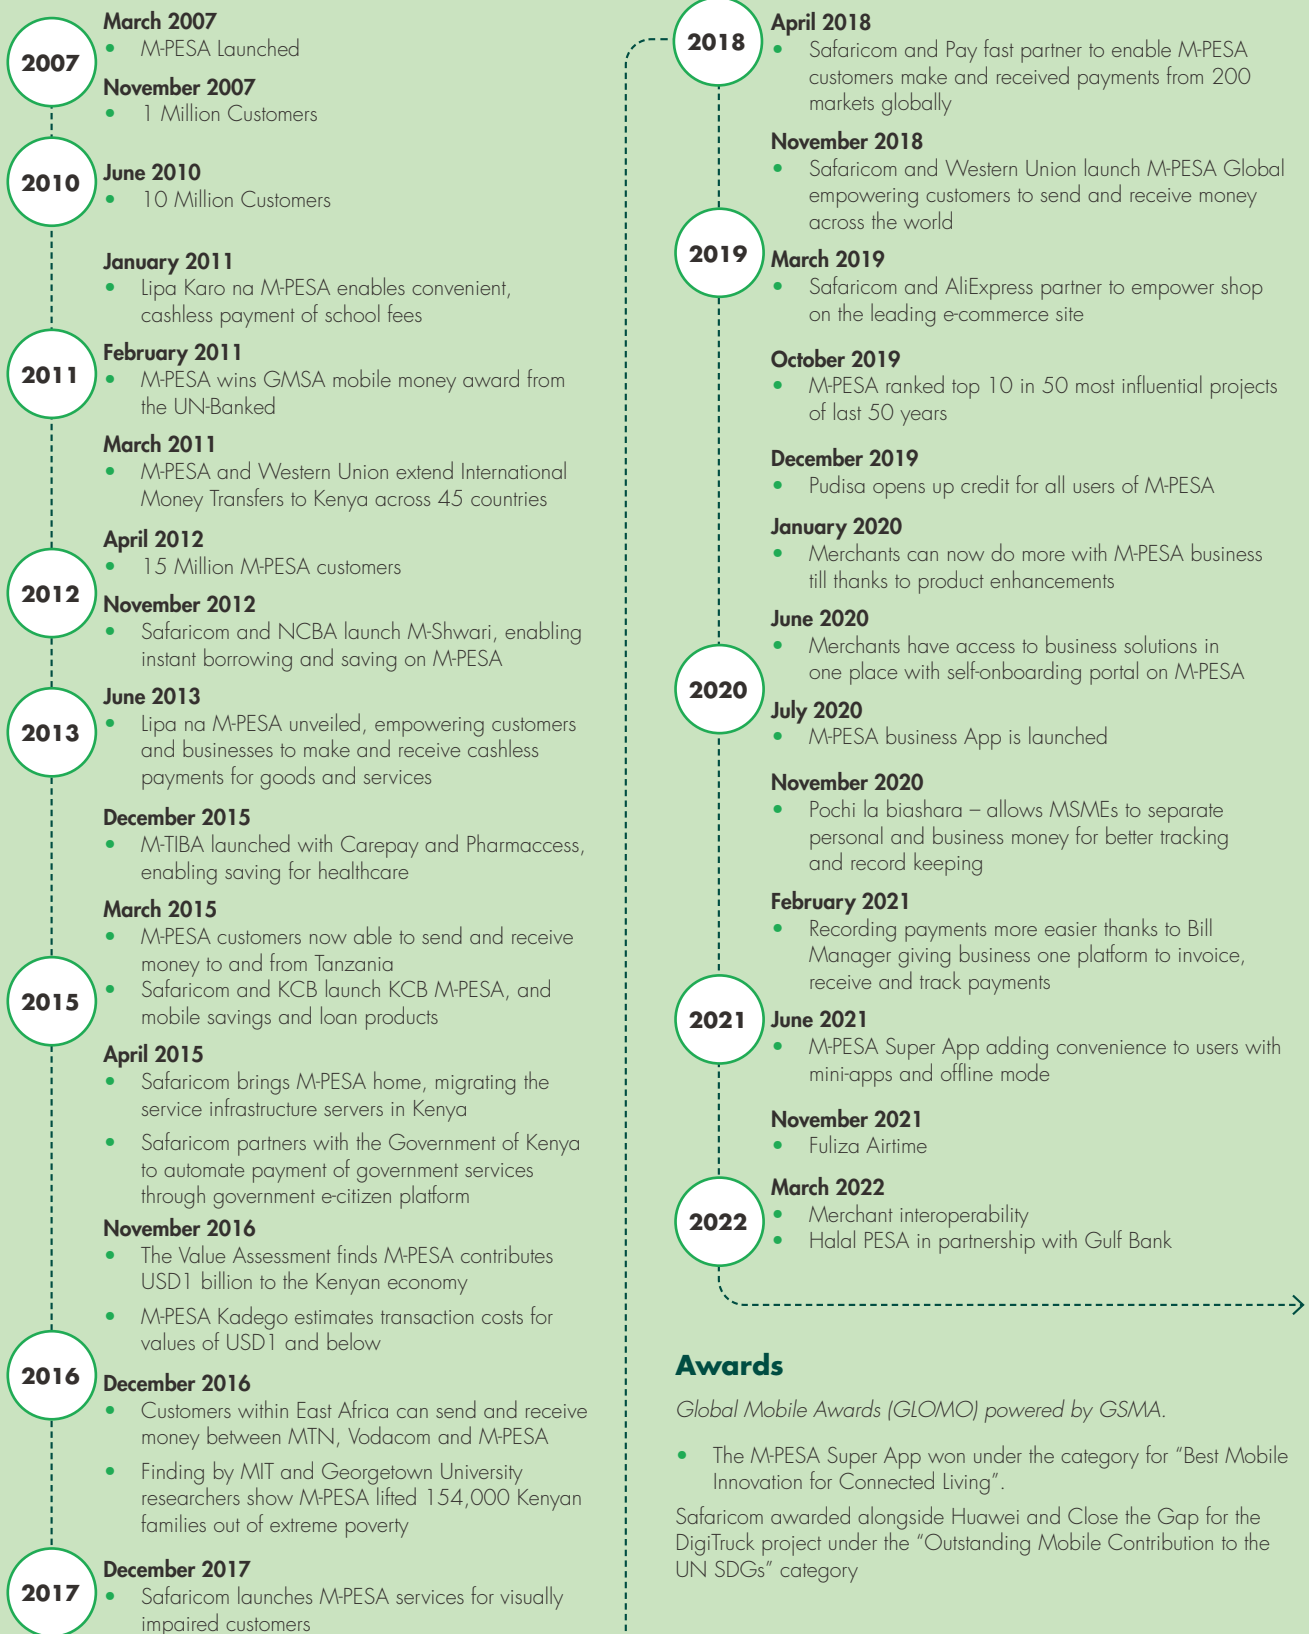 2007
March 2007
• M-PESA Launched
November 2007
• 1 Million Customers
2010
June 2010
• 10 Million Customers
January 2011
• Lipa Karo na M-PESA enables convenient,
cashless payment of school fees
2011
February 2011
• M-PESA wins GMSA mobile money award from
the UN-Banked
March 2011
• M-PESA and Western Union extend International
Money Transfers to Kenya across 45 countries
April 2012
• 15 Million M-PESA customers
2012
November 2012
• Safaricom and NCBA launch M-Shwari, enabling
instant borrowing and saving on M-PESA
2013
June 2013
• Lipa na M-PESA unveiled, empowering customers
and businesses to make and receive cashless
payments for goods and services
December 2015
• M-TIBA launched with Carepay and Pharmaccess,
enabling saving for healthcare
March 2015
• M-PESA customers now able to send and receive
money to and from Tanzania
2015
• Safaricom and KCB launch KCB M-PESA, and
mobile savings and loan products
April 2015
• Safaricom brings M-PESA home, migrating the
service infrastructure servers in Kenya
• Safaricom partners with the Government of Kenya
to automate payment of government services
through government e-citizen platform
November 2016
• The Value Assessment finds M-PESA contributes
USD1 billion to the Kenyan economy
• M-PESA Kadego estimates transaction costs for
values of USD1 and below
2016
December 2016
• Customers within East Africa can send and receive
money between MTN, Vodacom and M-PESA
• Finding by MIT and Georgetown University
researchers show M-PESA lifted 154,000 Kenyan
families out of extreme poverty
2017
December 2017
• Safaricom launches M-PESA services for visually
impaired customers
2018
April 2018
• Safaricom and Pay fast partner to enable M-PESA
customers make and received payments from 200
markets globally
November 2018
• Safaricom and Western Union launch M-PESA Global
empowering customers to send and receive money
across the world
2019
March 2019
• Safaricom and AliExpress partner to empower shop
on the leading e-commerce site
October 2019
• M-PESA ranked top 10 in 50 most influential projects
of last 50 years
December 2019
• Pudisa opens up credit for all users of M-PESA
January 2020
• Merchants can now do more with M-PESA business
till thanks to product enhancements
June 2020
• Merchants have access to business solutions in
one place with self-onboarding portal on M-PESA
2020
July 2020
• M-PESA business App is launched
November 2020
• Pochi la biashara – allows MSMEs to separate
personal and business money for better tracking
and record keeping
February 2021
• Recording payments more easier thanks to Bill
Manager giving business one platform to invoice,
receive and track payments
2021
June 2021
• M-PESA Super App adding convenience to users with
mini-apps and offline mode
November 2021
• Fuliza Airtime
2022
March 2022
• Merchant interoperability
• Halal PESA in partnership with Gulf Bank
Awards
Global Mobile Awards (GLOMO) powered by GSMA.
• The M-PESA Super App won under the category for “Best Mobile
Innovation for Connected Living”.
Safaricom awarded alongside Huawei and Close the Gap for the
DigiTruck project under the “Outstanding Mobile Contribution to the
UN SDGs” category